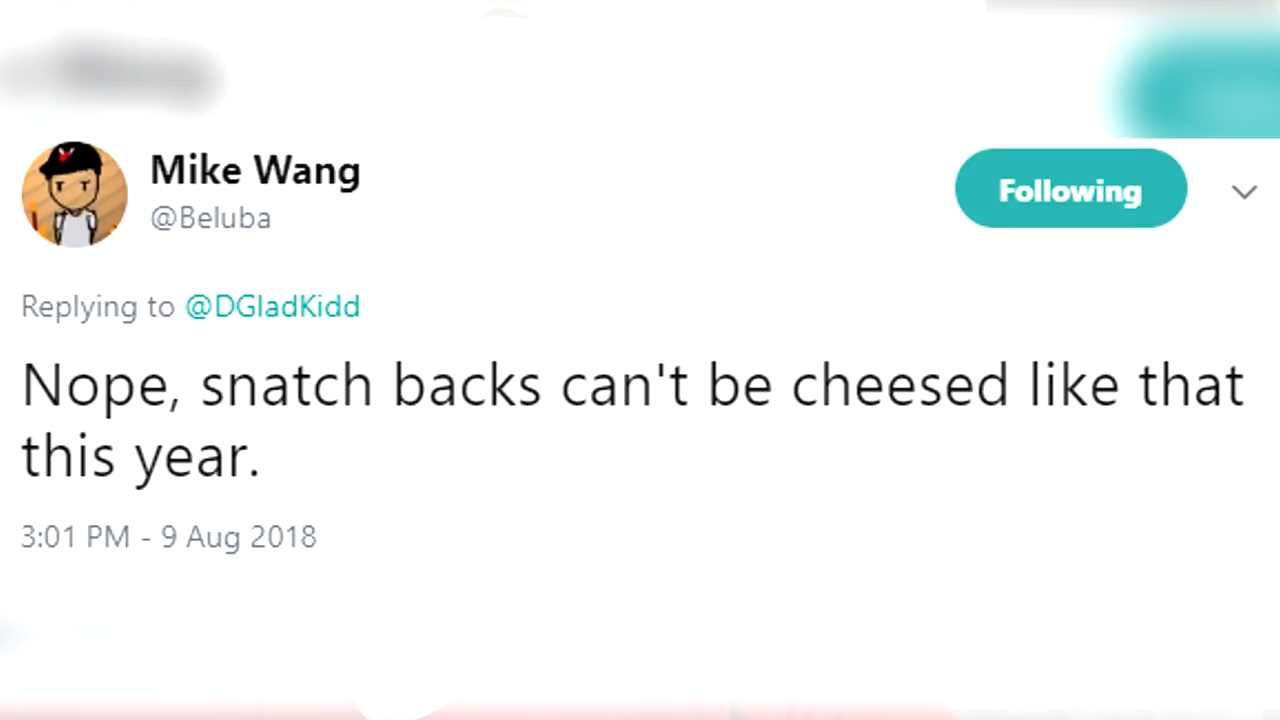 Mike Wang
@Beluba
Following
Replying to @DGladKidd
Nope, snatch backs can't be cheesed like that
this year.
3:01 PM - 9 Aug 2018